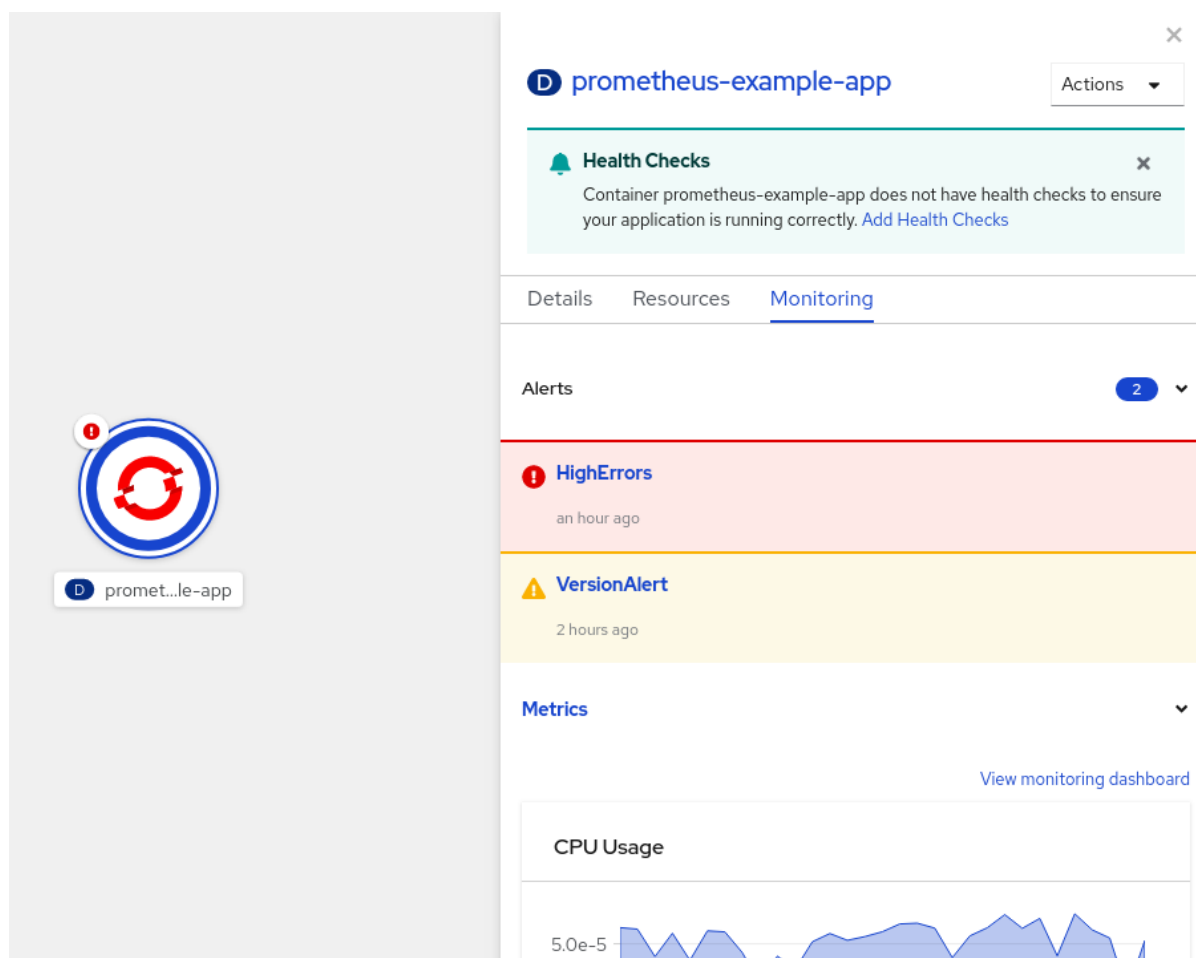 D prometheus-example-app
Actions
Health Checks
Container prometheus-example-app does not have health checks to ensure
your application is running correctly. Add Health Checks
Details Resources Monitoring
Alerts 2
HighErrors
an hour ago
VersionAlert
2 hours ago
D promet...le-app
Metrics
View monitoring dashboard
CPU Usage
5.0e-5